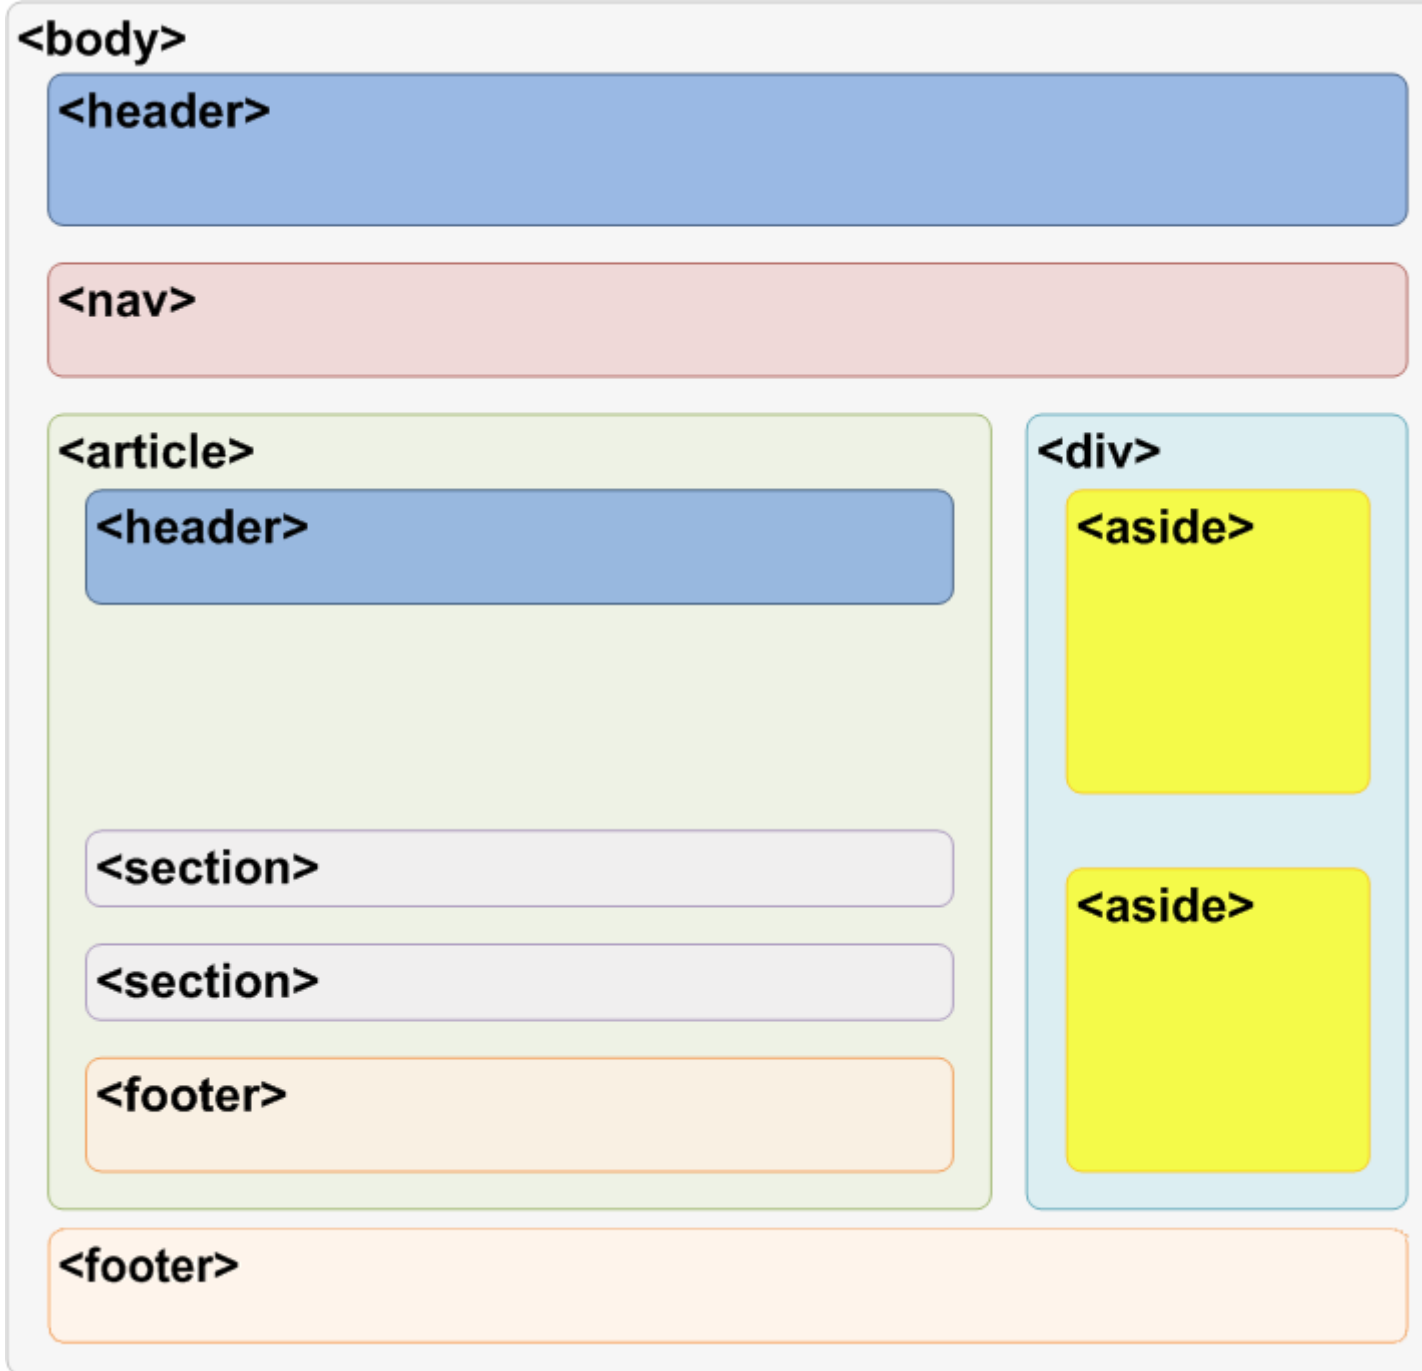 <body>
<header>
<nav>
<article>
<header>
<section>
<section>
<footer>
<div>
<aside>
<aside>
<footer>